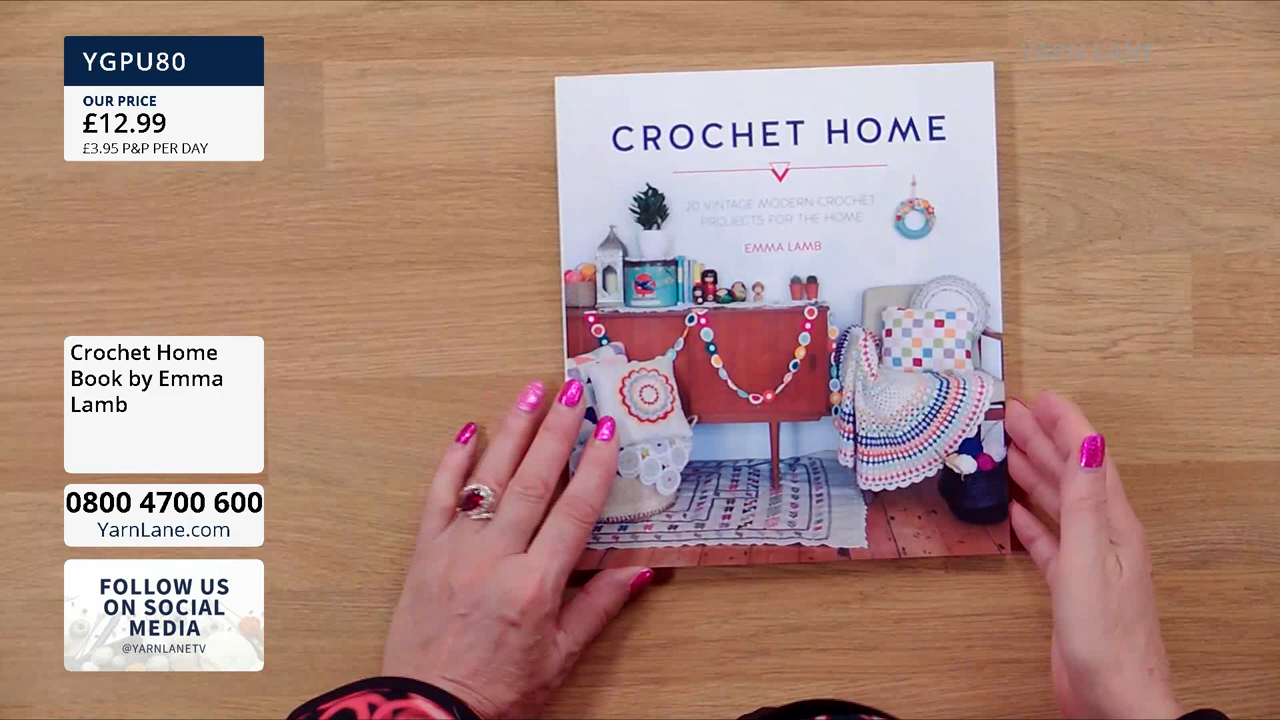 YGPU80
OUR PRICE
£12.99
£3.95 P&P PER DAY
Crochet Home
Book by Emma
Lamb
0800 4700 600
YarnLane.com
FOLLOW US
ON SOCIAL
MEDIA
@YARNLANETV
YARN LANE
CROCHET HOME
20 VINTAGE MODERN CROCHET
PROJECTS FOR THE HOME
EMMA LAMB